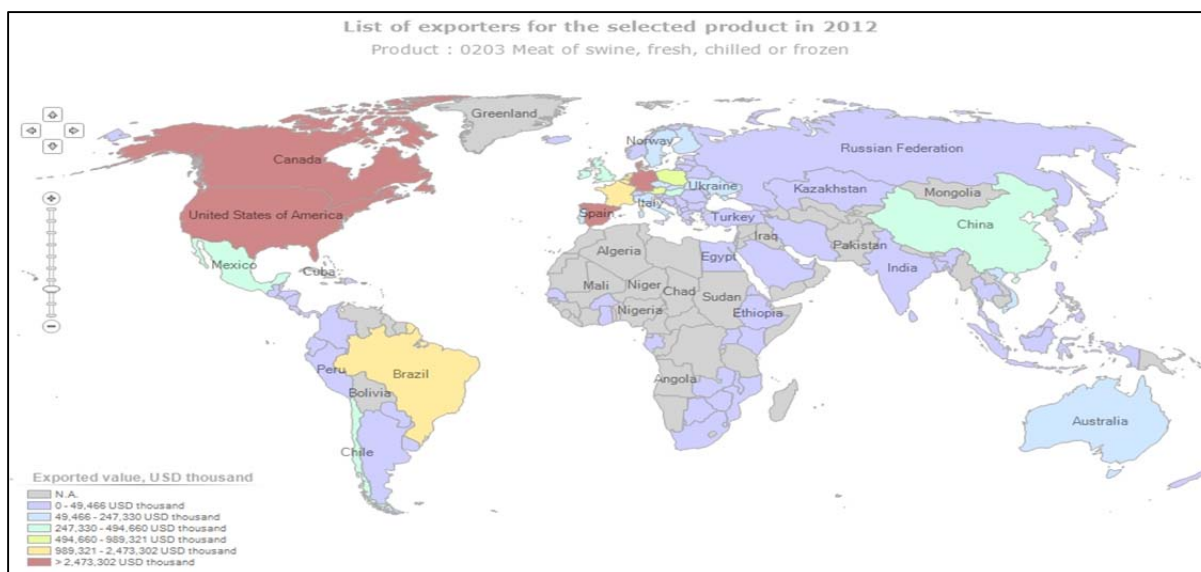 List of exporters for the selected product in 2012
Product : 0203 Meat of swine, fresh, chilled or frozen
Greenland
Norway
Canada
Russian Federation
Ukraine
Kazakhstan
Mongolia
Italy
Spain
United States of America
Turkey
China
Iraq
Algeria
Pakistan
Egypt
Mexico
Cuba
India
Mali
Niger
Chad
Sudan
Nigeria
Ethiopia
Peru
Brazil
Angola
Bolivia
Australia
Chile
Exported value, USD thousand
N.A.
0 - 49,466 USD thousand
49,466 - 247,330 USD thousand
247,330 - 494,660 USD thousand
494,660 - 989,321 USD thousand
989,321 - 2,473,302 USD thousand
> 2,473,302 USD thousand